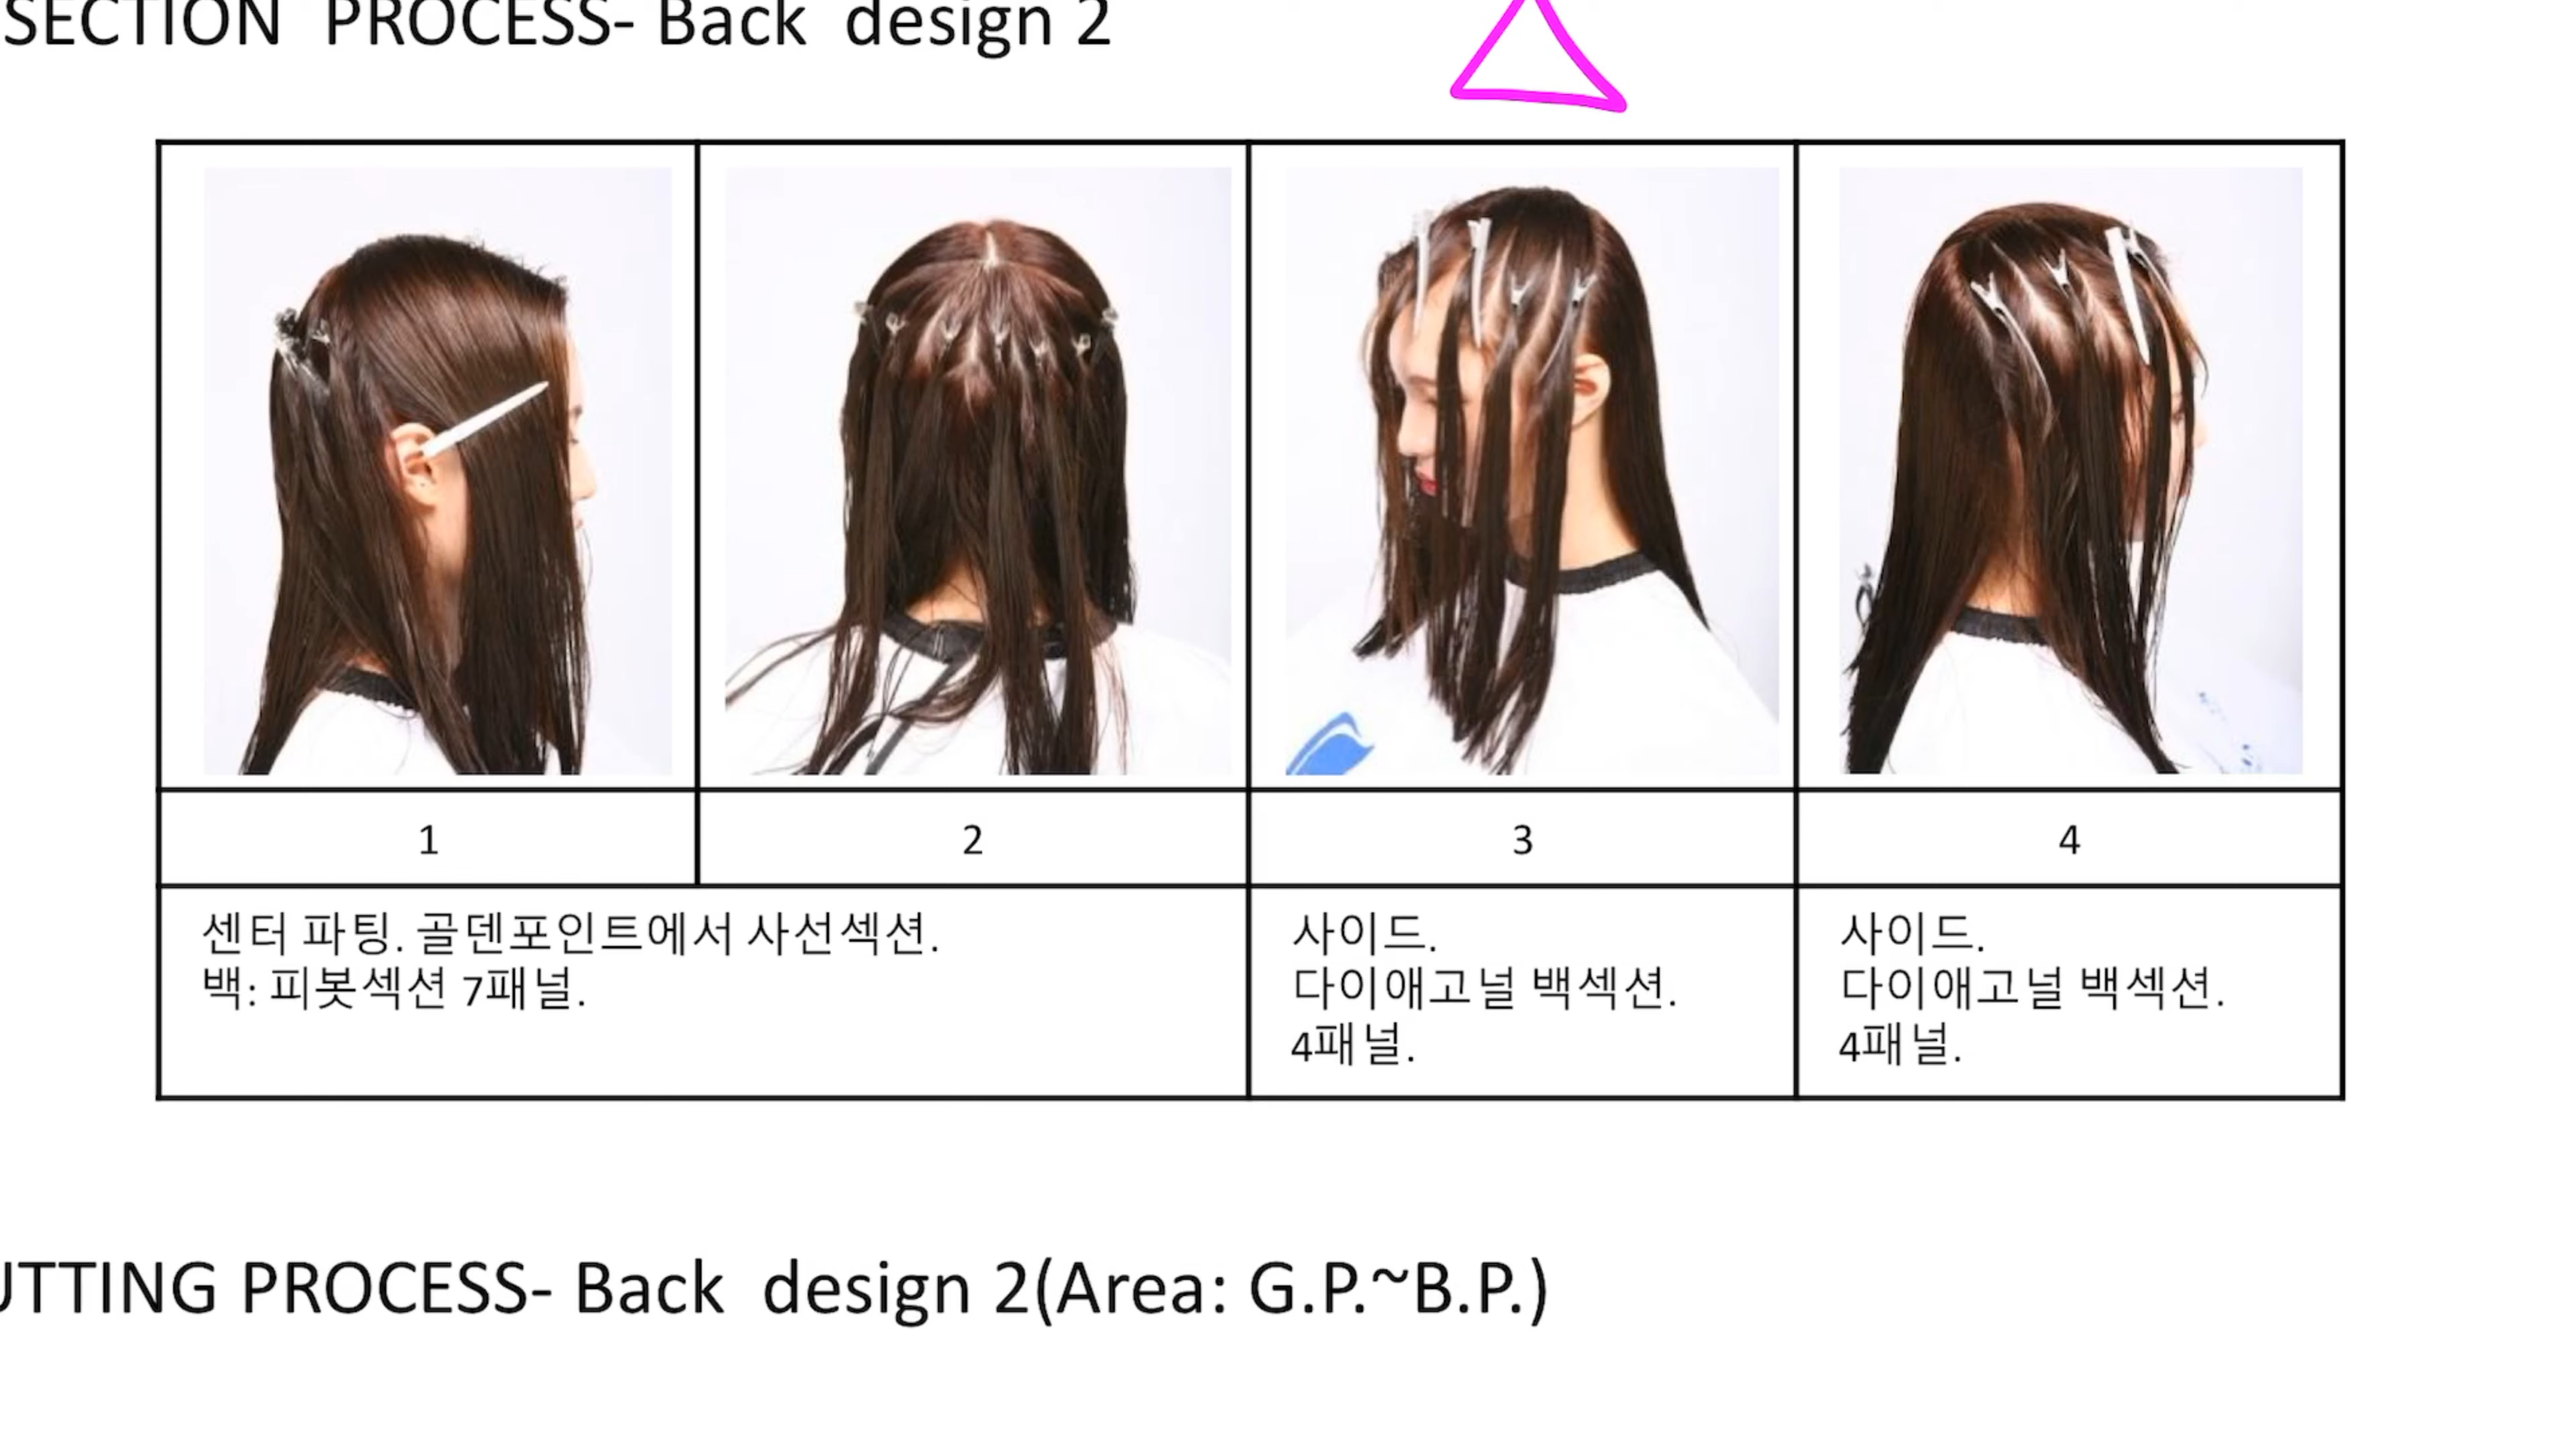 SECTION PROCESS- Back design 2
1
2
3
4
센터 파팅. 골덴포인트에서 사선섹션.
백: 피봇섹션 7패널.
사이드.
다이애고널 백섹션.
4패널.
사이드.
다이애고널 백섹션.
4패널.
UTTING PROCESS- Back design 2(Area: G.P.~B.P.)